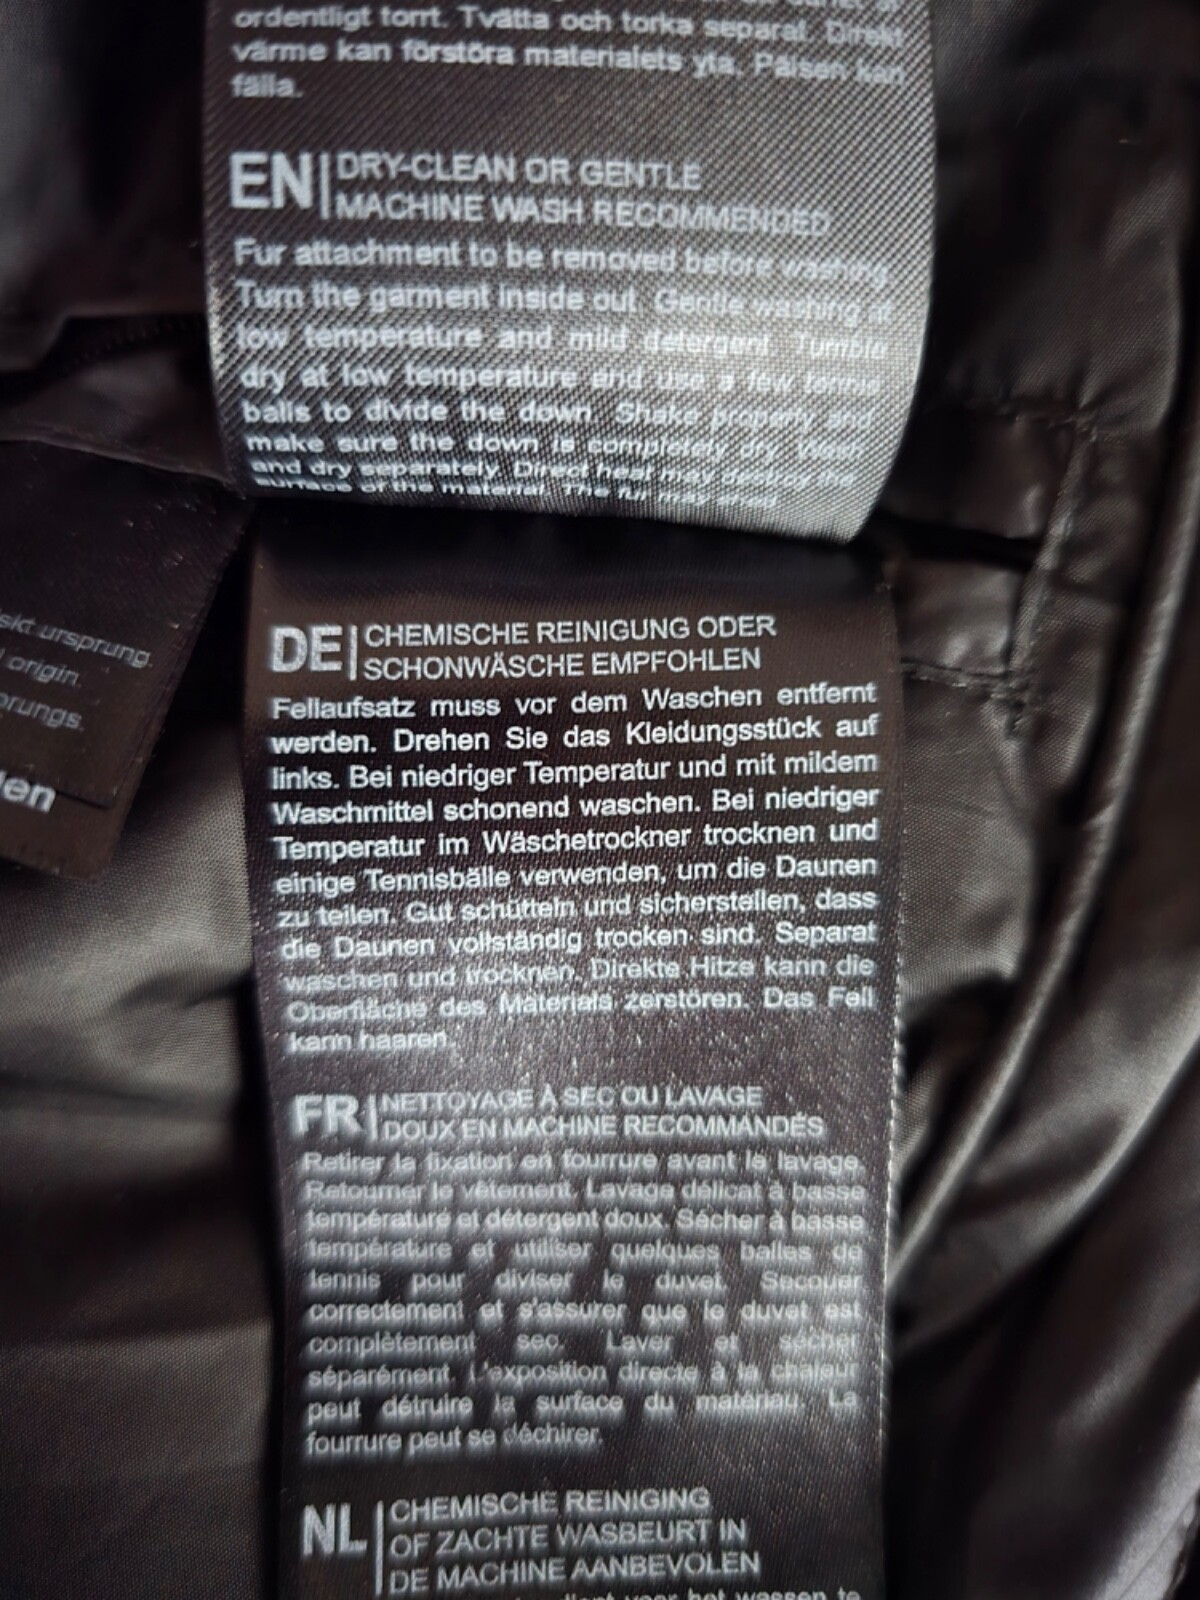 ordentligt torrt. Tvätta och torka separat. Direkt
värme kan förstöra materialets yta. Pälsen kan
fälla.
EN | DRY-CLEAN OR GENTLE
MACHINE WASH RECOMMENDED
Fur attachment to be removed before washing.
Turn the garment inside out. Gentle washing at
low temperature and mild detergent. Tumble
dry at low temperature and use a few tennis
balls to divide the down. Shake properly and
make sure the down is completely dry. Wash
and dry separately. Direct heat may destroy the
surface of the material. The fur may shed.
ursprung.
origin.
en
DE | CHEMISCHE REINIGUNG ODER
SCHONWÄSCHE EMPFOHLEN
Fellaufsatz muss vor dem Waschen entfernt
werden. Drehen Sie das Kleidungsstück auf
links. Bei niedriger Temperatur und mit mildem
Waschmittel schonend waschen. Bei niedriger
Temperatur im Wäschetrockner trocknen und
einige Tennisbälle verwenden, um die Daunen
zu teilen. Gut schütteln und sicherstellen, dass
die Daunen vollständig trocken sind. Separat
waschen und trocknen. Direkte Hitze kann die
Oberfläche des Materials zerstören. Das Fell
kann haaren.
FR | NETTOYAGE À SEC OU LAVAGE
DOUX EN MACHINE RECOMMANDÉS
Retirer la fixation en fourrure avant le lavage.
Retourner le vêtement. Lavage délicat à basse
température et détergent doux. Sécher à basse
température et utiliser quelques balles de
tennis pour diviser le duvet. Secouer
correctement et s'assurer que le duvet est
complètement sec. Laver et sécher
séparément. L'exposition directe à la chaleur
peut détruire la surface du matériau. La
fourrure peut se déchirer.
NL | CHEMISCHE REINIGING
OF ZACHTE WASBEURT IN
DE MACHINE AANBEVOLEN
voor het wassen te